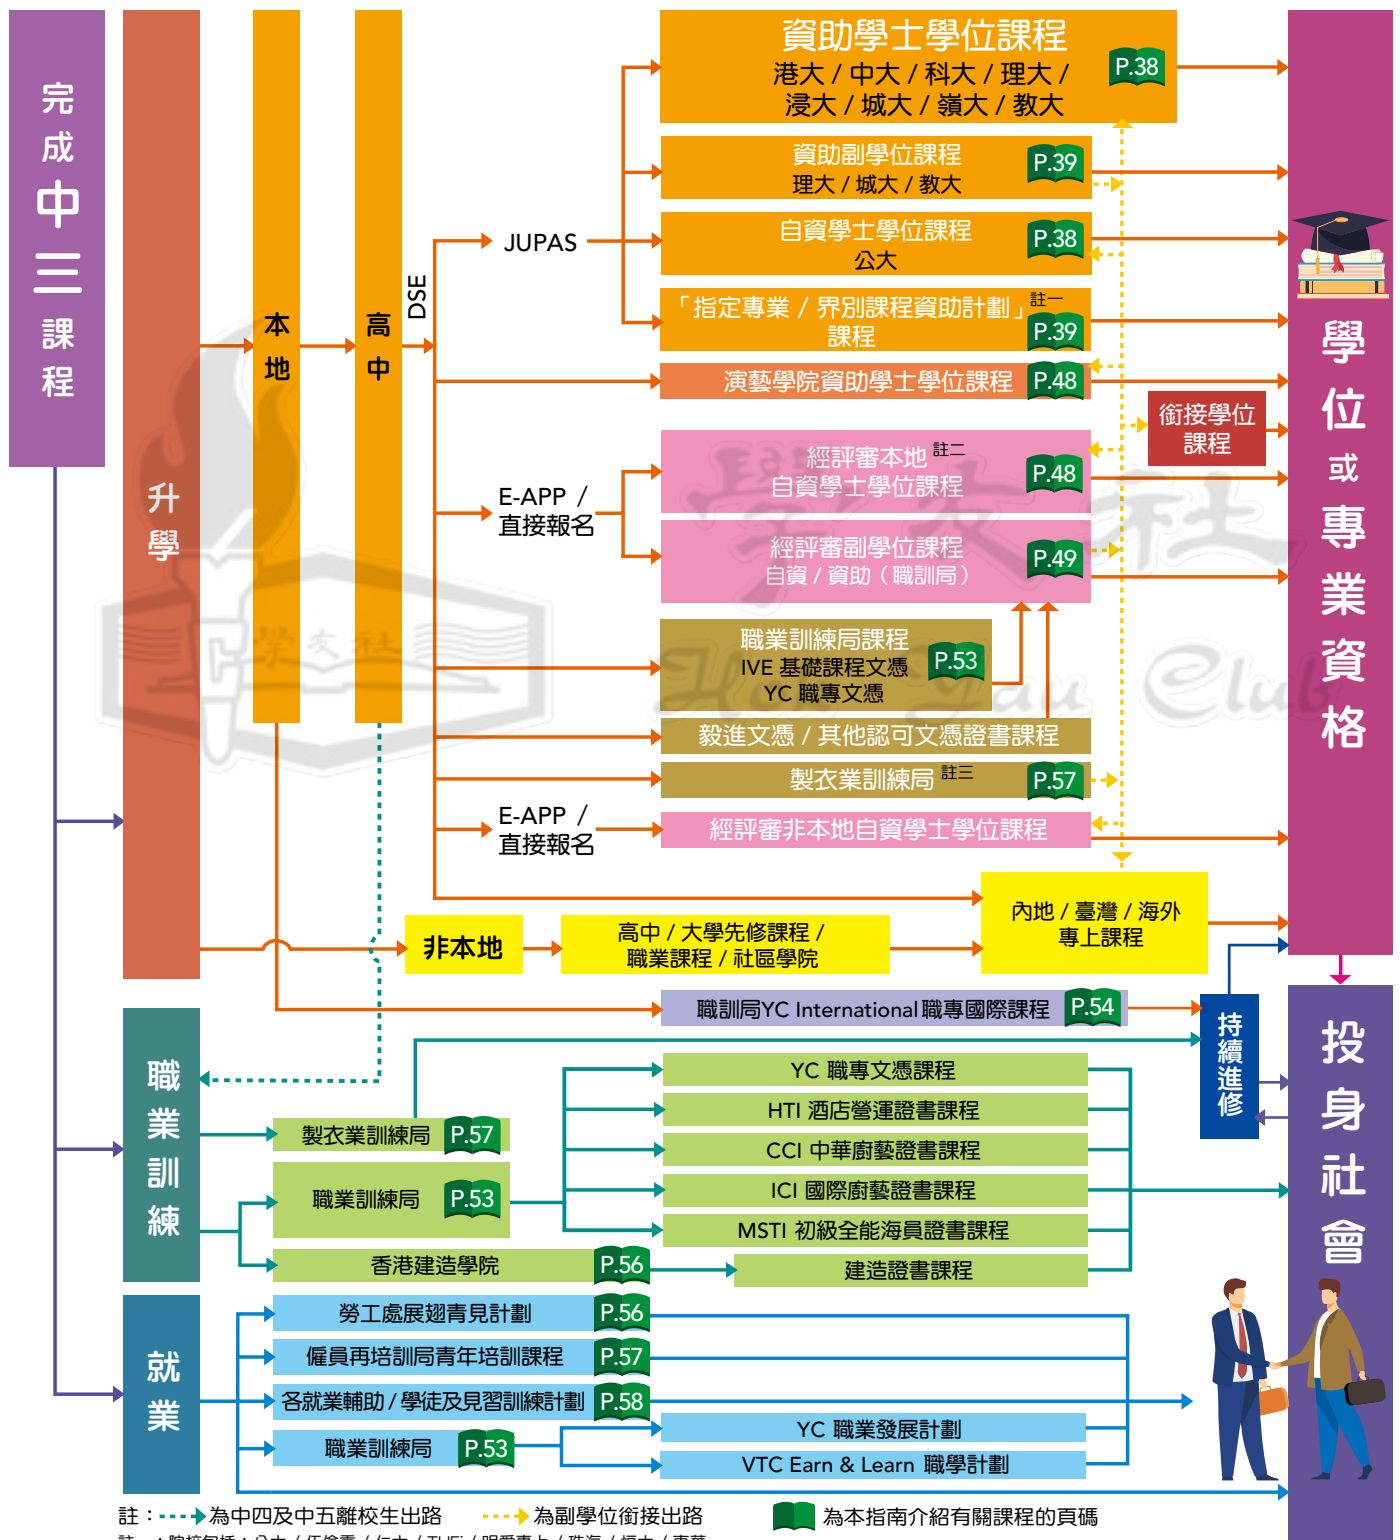 完成中三課程
升學
本地
高中
DSE
JUPAS
資助學士學位課程
港大 / 中大 / 科大 / 理大 /
浸大 / 城大 / 嶺大 / 教大
P.38
資助副學位課程
理大 / 城大 / 教大
P.39
自資學士學位課程
公大
P.38
「指定專業 / 界別課程資助計劃」註一
課程
P.39
演藝學院資助學士學位課程
P.48
銜接學位
課程
E-APP /
直接報名
經評審本地 註二
自資學士學位課程
P.48
經評審副學位課程
自資 / 資助（職訓局）
P.49
職業訓練局課程
IVE 基礎課程文憑
YC 職專文憑
P.53
毅進文憑 / 其他認可文憑證書課程
製衣業訓練局 註三
P.57
E-APP /
直接報名
經評審非本地自資學士學位課程
學位或專業資格
非本地
高中 / 大學先修課程 /
職業課程 / 社區學院
內地 / 臺灣 / 海外
專上課程
職訓局YC International職專國際課程
P.54
持續進修
投身社會
職業訓練
製衣業訓練局
P.57
職業訓練局
P.53
YC 職專文憑課程
HTI 酒店營運證書課程
CCI 中華廚藝證書課程
ICI 國際廚藝證書課程
MSTI 初級全能海員證書課程
香港建造學院
P.56
建造證書課程
就業
勞工處展翅青見計劃
P.56
僱員再培訓局青年培訓課程
P.57
各就業輔助 / 學徒及見習訓練計劃
P.58
職業訓練局
P.53
YC 職業發展計劃
VTC Earn & Learn 職學計劃
學友社
Hok Yau Club
學友社
註：為中四及中五離校生出路
為副學位銜接出路
為本指南介紹有關課程的頁碼